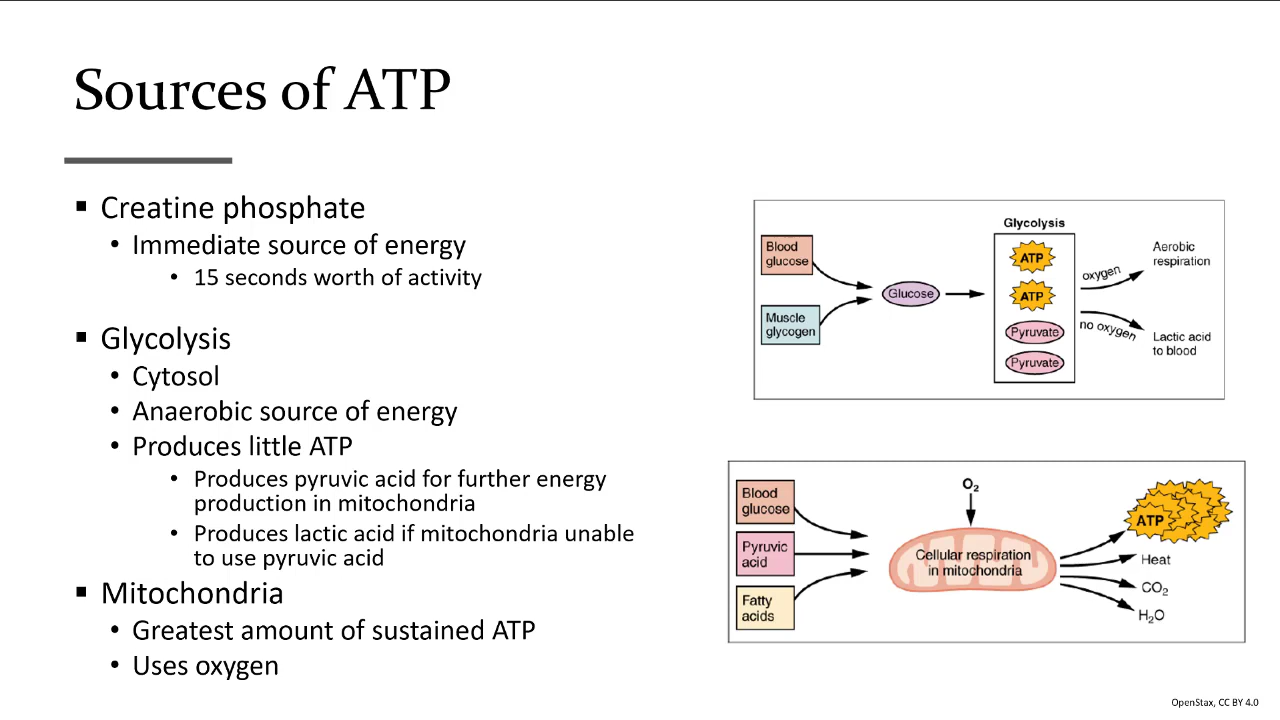 Sources of ATP
▪ Creatine phosphate
• Immediate source of energy
• 15 seconds worth of activity
▪ Glycolysis
• Cytosol
• Anaerobic source of energy
• Produces little ATP
• Produces pyruvic acid for further energy
production in mitochondria
• Produces lactic acid if mitochondria unable
to use pyruvic acid
▪ Mitochondria
• Greatest amount of sustained ATP
• Uses oxygen
Glycolysis
Blood
glucose
Muscle
glycogen
Glucose
ATP
ATP
Pyruvate
Pyruvate
oxygen
no oxygen
Aerobic
respiration
Lactic acid
to blood
Blood
glucose
Pyruvic
acid
Fatty
acids
O₂
Cellular respiration
in mitochondria
ATP
Heat
CO₂
H₂O
OpenStax, CC BY 4.0